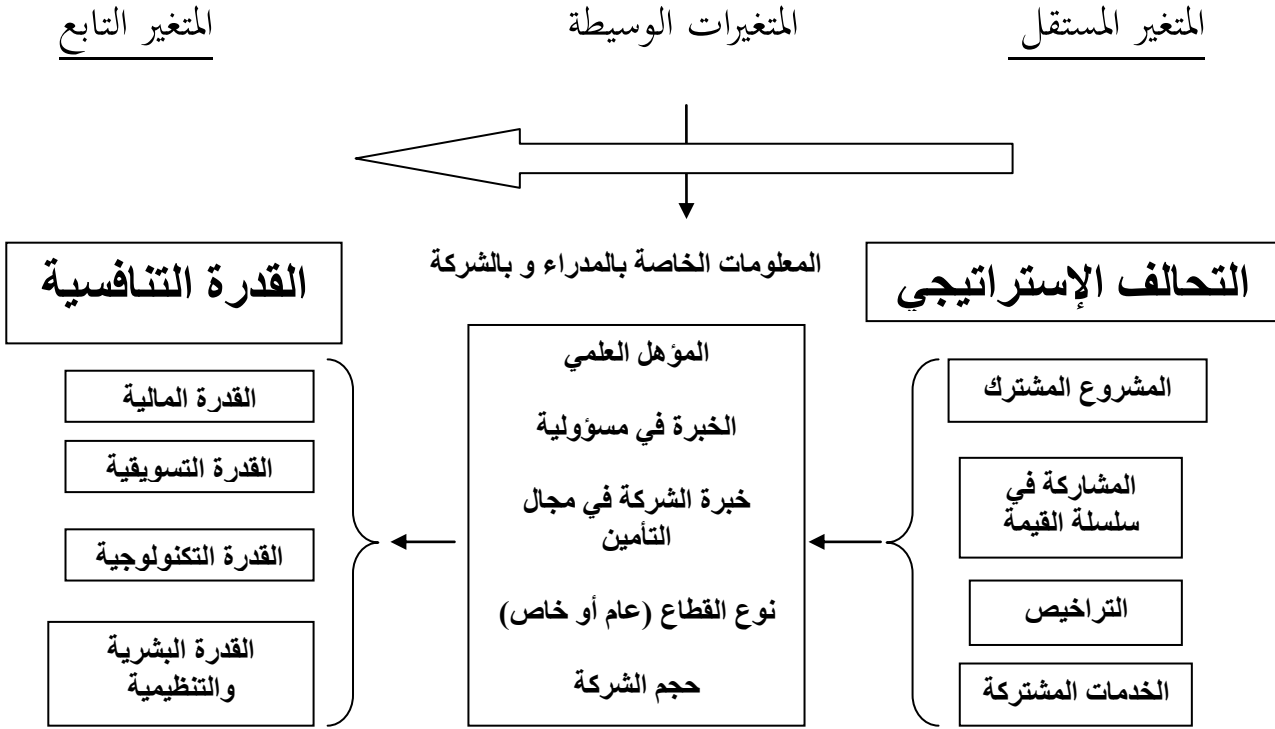 المتغير المستقل
المتغيرات الوسيطة
المتغير التابع
التحالف الإستراتيجي
المشروع المشترك
المشاركة في
سلسلة القيمة
التراخيص
الخدمات المشتركة
المعلومات الخاصة بالمدراء و بالشركة
المؤهل العلمي
الخبرة في مسؤولية
خبرة الشركة في مجال
التأمين
نوع القطاع (عام أو خاص)
حجم الشركة
القدرة التنافسية
القدرة المالية
القدرة التسويقية
القدرة التكنولوجية
القدرة البشرية
والتنظيمية